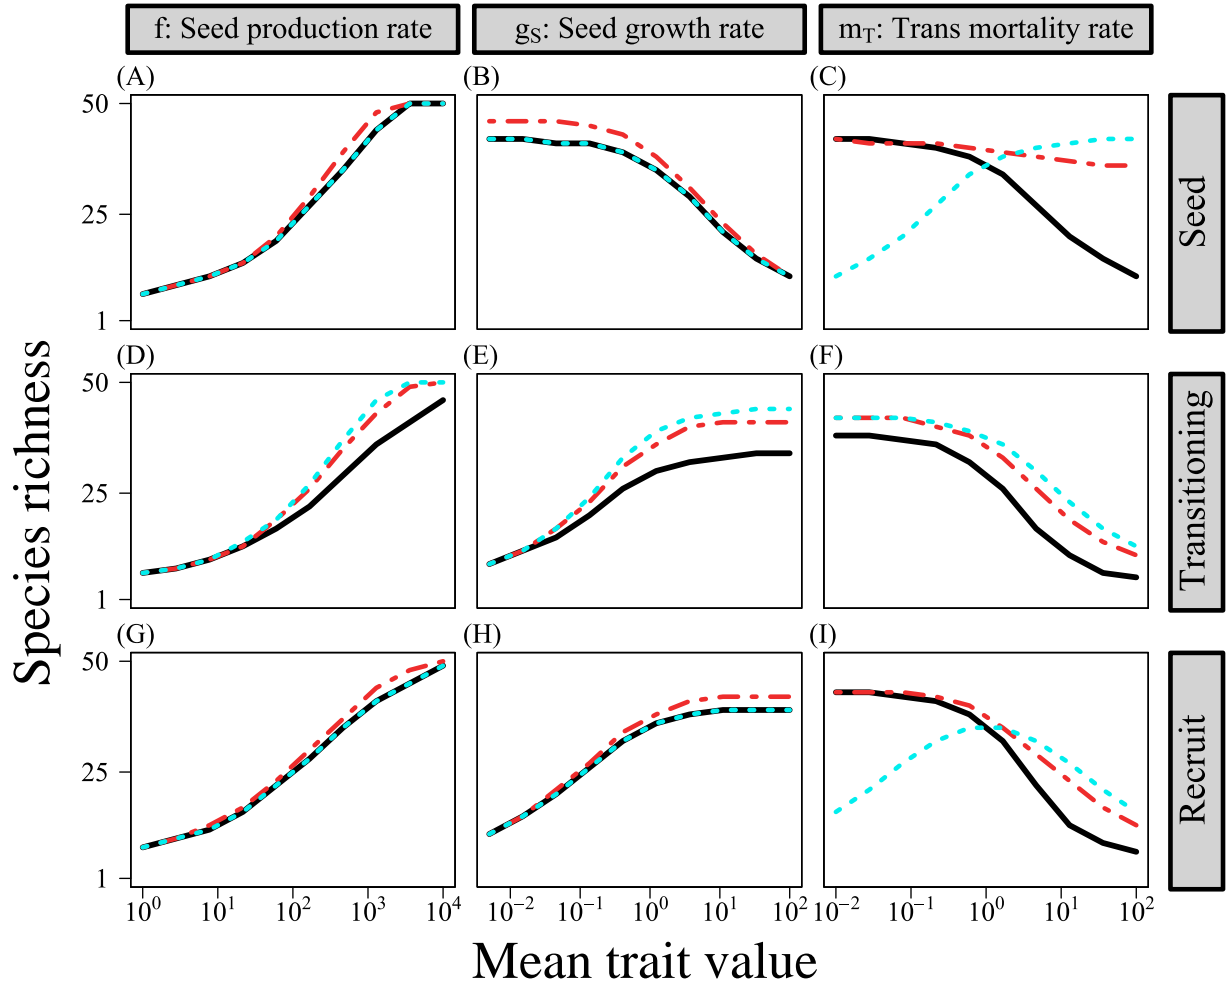 f: Seed production rate
gS: Seed growth rate
mT: Trans mortality rate
(A)
(B)
(C)
50
25
1
Seed
(D)
(E)
(F)
50
25
1
Transitioning
(G)
(H)
(I)
50
25
1
Recruit
Species richness
10^0 10^1 10^2 10^3 10^4
10^−2 10^−1 10^0 10^1 10^2
10^−2 10^−1 10^0 10^1 10^2
Mean trait value